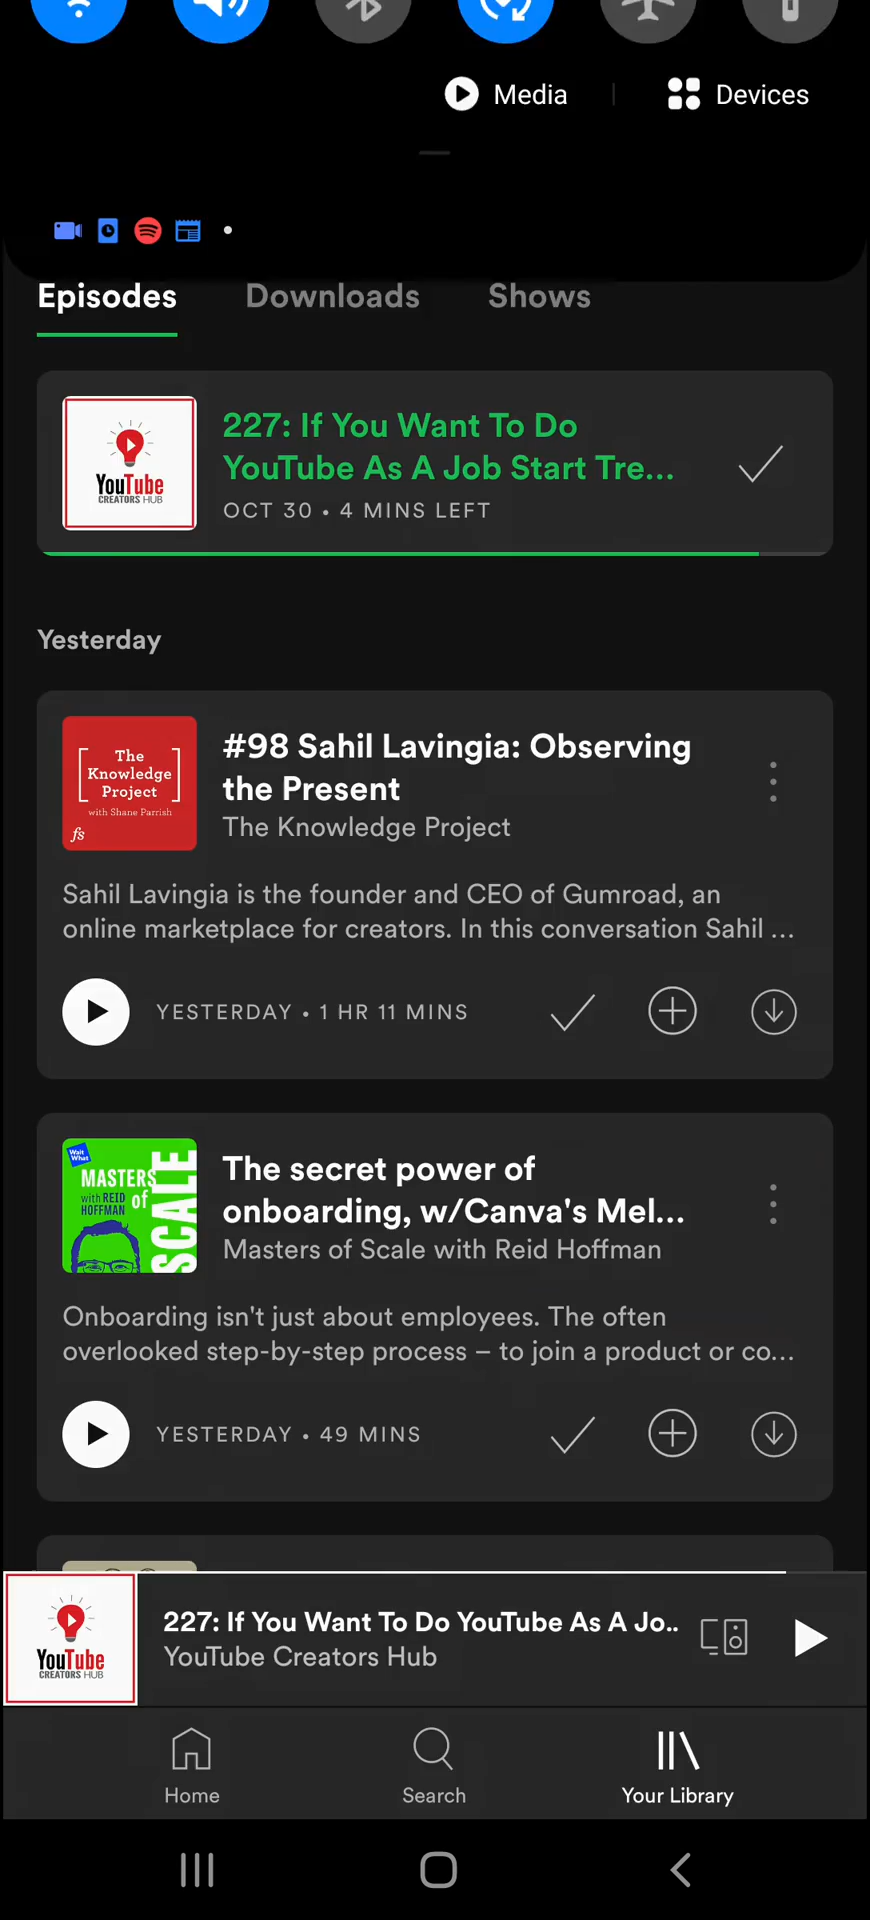 Media
Devices
Episodes
Downloads
Shows
YouTube
CREATORS HUB
227: If You Want To Do
YouTube As A Job Start Tre...
OCT 30 • 4 MINS LEFT
Yesterday
The
Knowledge
Project
with Shane Parrish
fs
#98 Sahil Lavingia: Observing
the Present
The Knowledge Project
Sahil Lavingia is the founder and CEO of Gumroad, an
online marketplace for creators. In this conversation Sahil ...
YESTERDAY • 1 HR 11 MINS
Wait
What
MASTERS
with REID
HOFFMAN
of
SCALE
The secret power of
onboarding, w/Canva's Mel...
Masters of Scale with Reid Hoffman
Onboarding isn't just about employees. The often
overlooked step-by-step process – to join a product or co...
YESTERDAY • 49 MINS
YouTube
CREATORS HUB
227: If You Want To Do YouTube As A Jo..
YouTube Creators Hub
Home
Search
Your Library